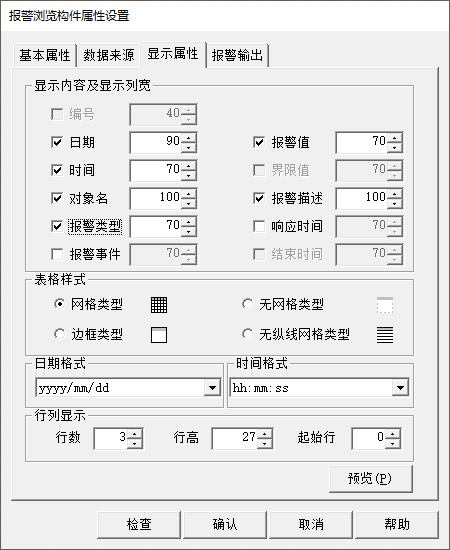 报警浏览构件属性设置
基本属性 数据来源 显示属性 报警输出
显示内容及显示列宽
编号 40
日期 90 报警值 70
时间 70 界限值 70
对象名 100 报警描述 100
报警类型 70 响应时间 70
报警事件 70 结束时间 70
表格样式
网格类型 无网格类型
边框类型 无纵线网格类型
日期格式 时间格式
yyyy/mm/dd hh:mm:ss
行列显示
行数 3 行高 27 起始行 0
预览(P)
检查 确认 取消 帮助